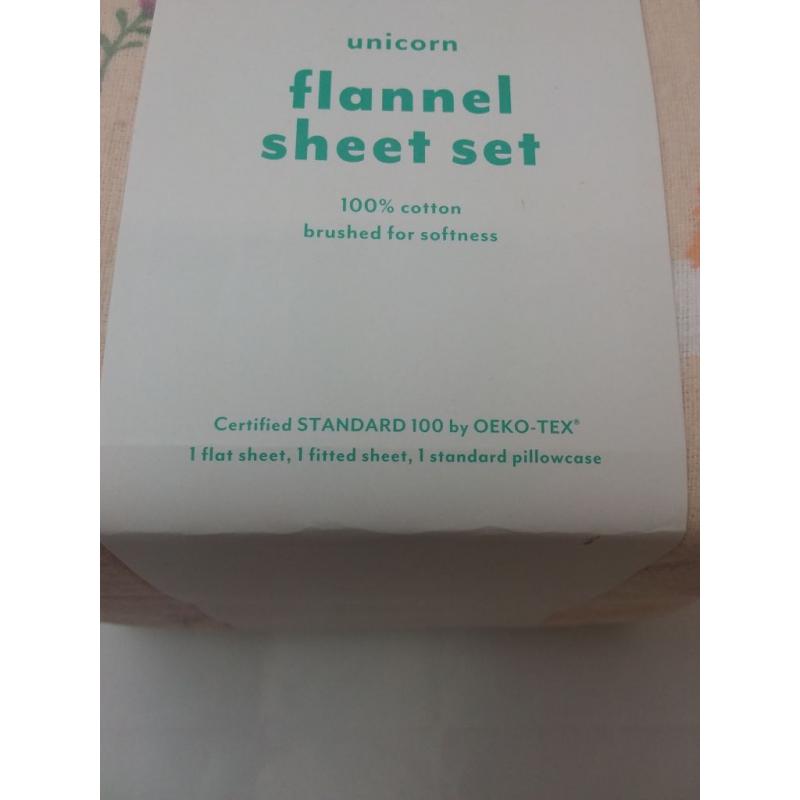 unicorn
flannel
sheet set
100% cotton
brushed for softness
Certified STANDARD 100 by OEKO-TEX®
1 flat sheet, 1 fitted sheet, 1 standard pillowcase